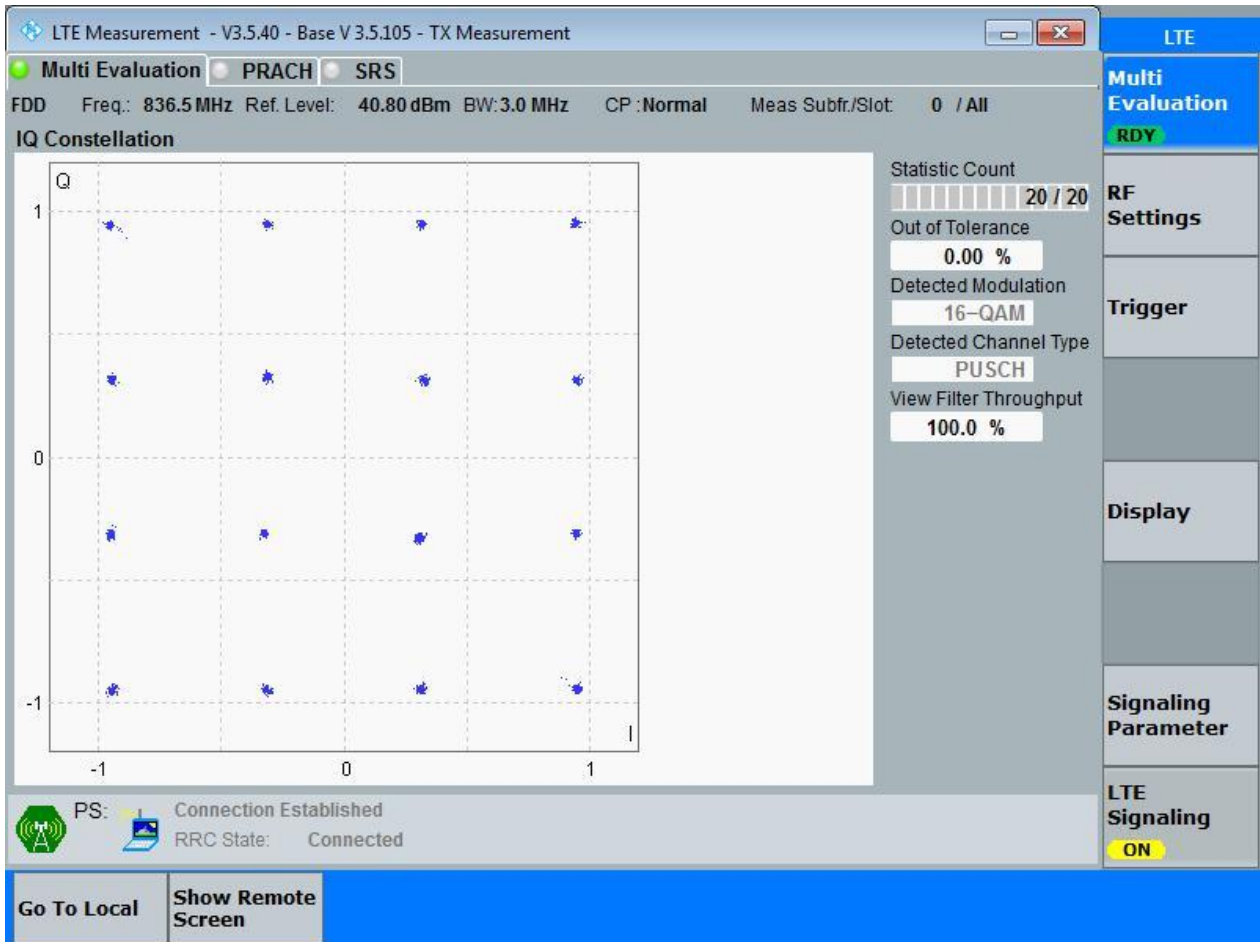 LTE Measurement - V3.5.40 - Base V 3.5.105 - TX Measurement
LTE
Multi Evaluation PRACH SRS
FDD Freq.: 836.5 MHz Ref. Level: 40.80 dBm BW: 3.0 MHz CP : Normal Meas Subfr./Slot: 0 / All
IQ Constellation
Q
1
0
-1
I
-1 0 1
Statistic Count
20 / 20
Out of Tolerance
0.00 %
Detected Modulation
16-QAM
Detected Channel Type
PUSCH
View Filter Throughput
100.0 %
Multi
Evaluation
RDY
RF
Settings
Trigger
Display
Signaling
Parameter
LTE
Signaling
ON
PS: Connection Established
RRC State: Connected
Go To Local
Show Remote
Screen